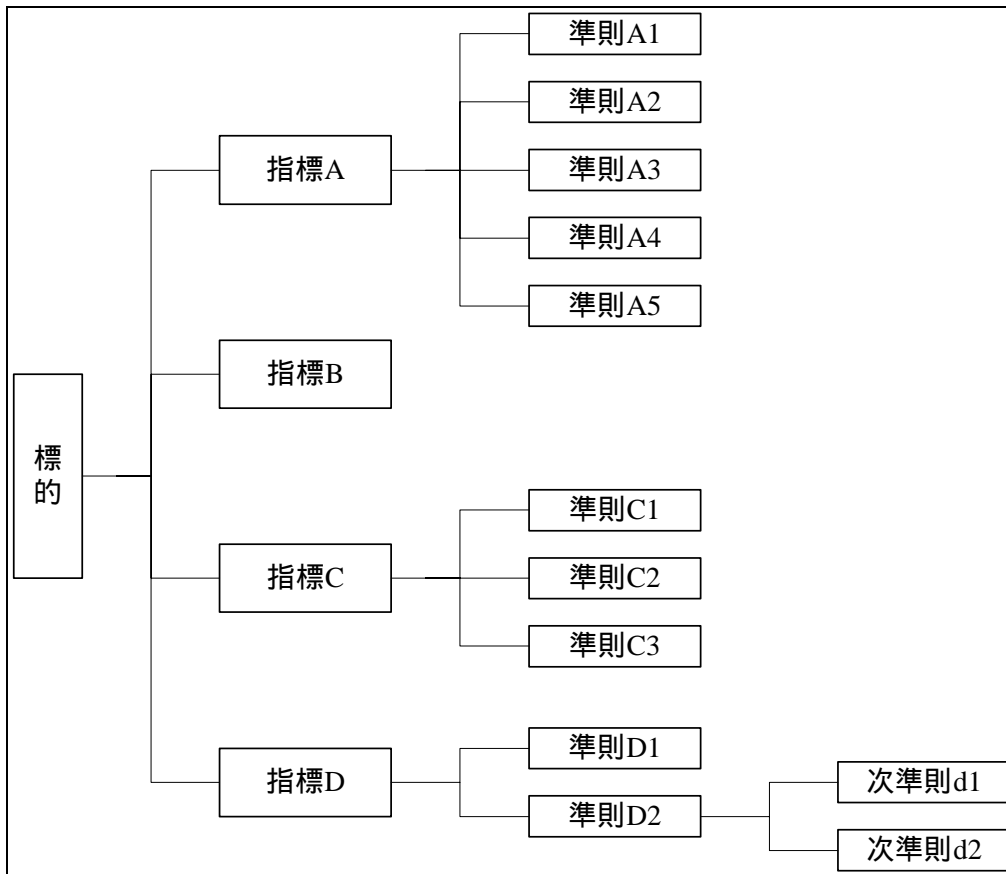 標
的
指標A
準則A1
準則A2
準則A3
準則A4
準則A5
指標B
指標C
準則C1
準則C2
準則C3
指標D
準則D1
準則D2
次準則d1
次準則d2